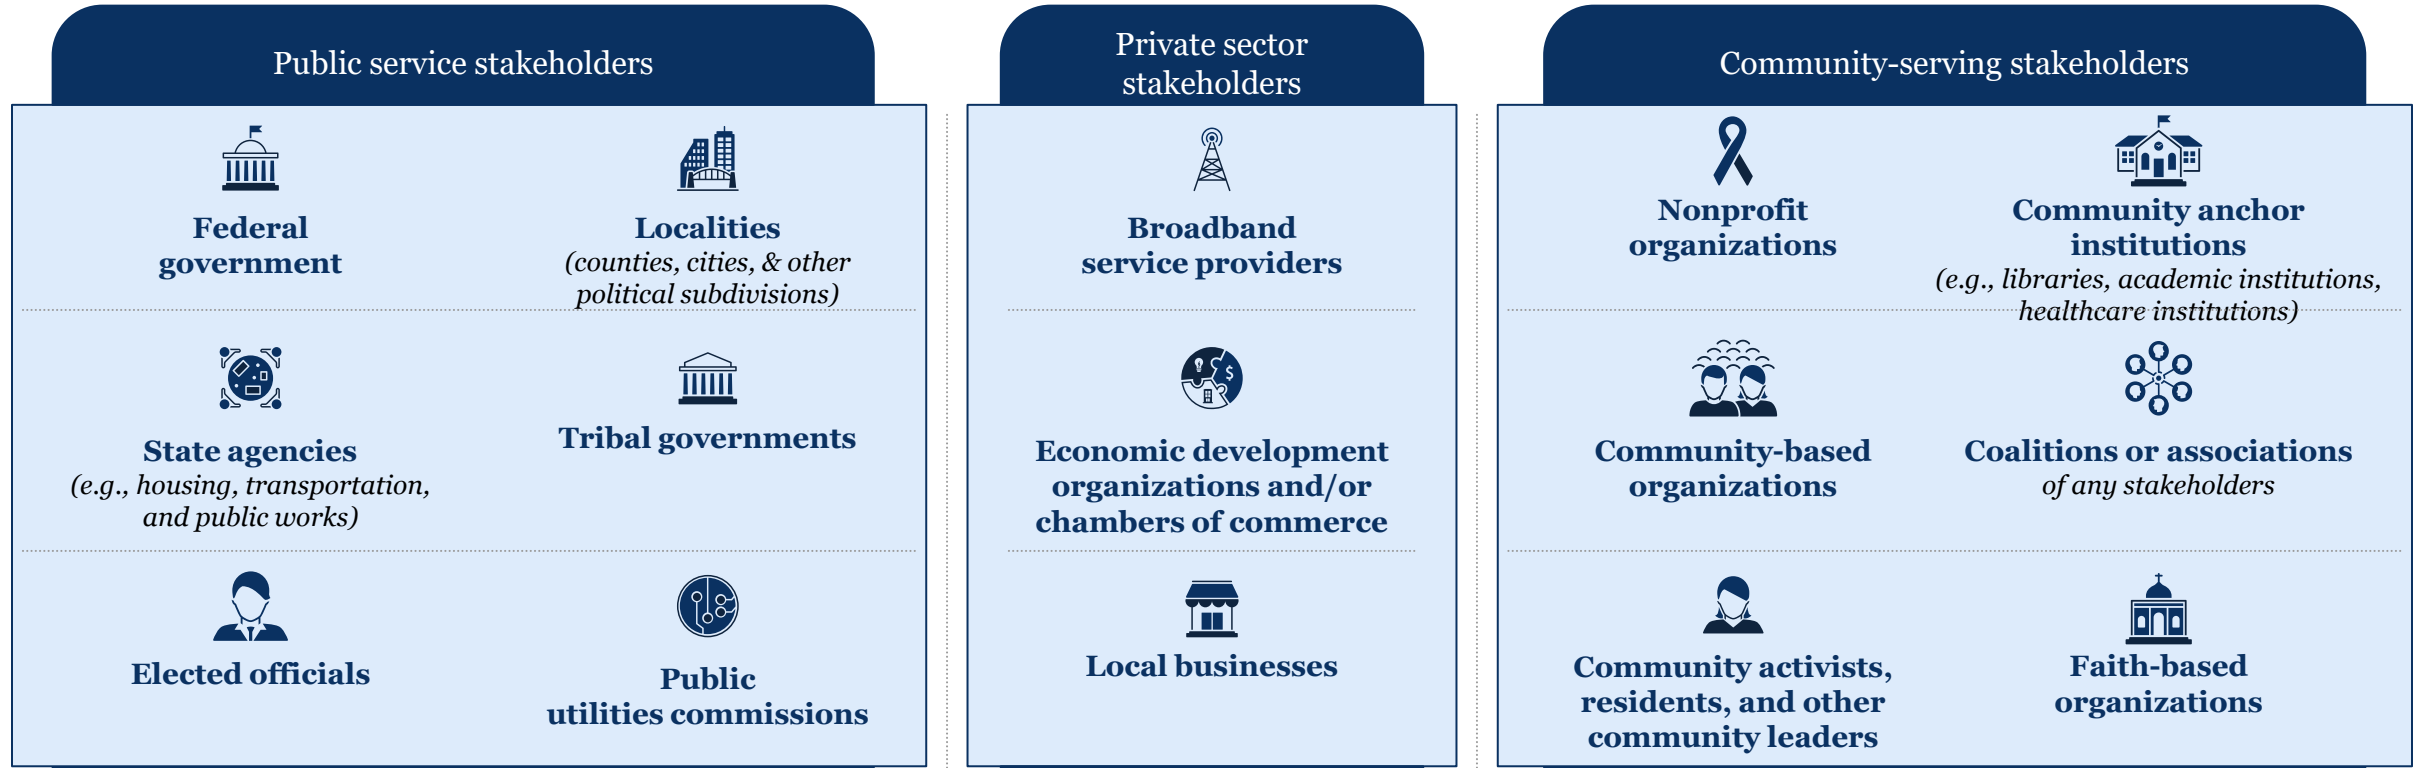 Public service stakeholders
Federal
government
Localities
(counties, cities, & other
political subdivisions)
State agencies
(e.g., housing, transportation,
and public works)
Tribal governments
Elected officials
Public
utilities commissions
Private sector
stakeholders
Broadband
service providers
Economic development
organizations and/or
chambers of commerce
Local businesses
Community-serving stakeholders
Nonprofit
organizations
Community anchor
institutions
(e.g., libraries, academic institutions,
healthcare institutions)
Community-based
organizations
Coalitions or associations
of any stakeholders
Community activists,
residents, and other
community leaders
Faith-based
organizations